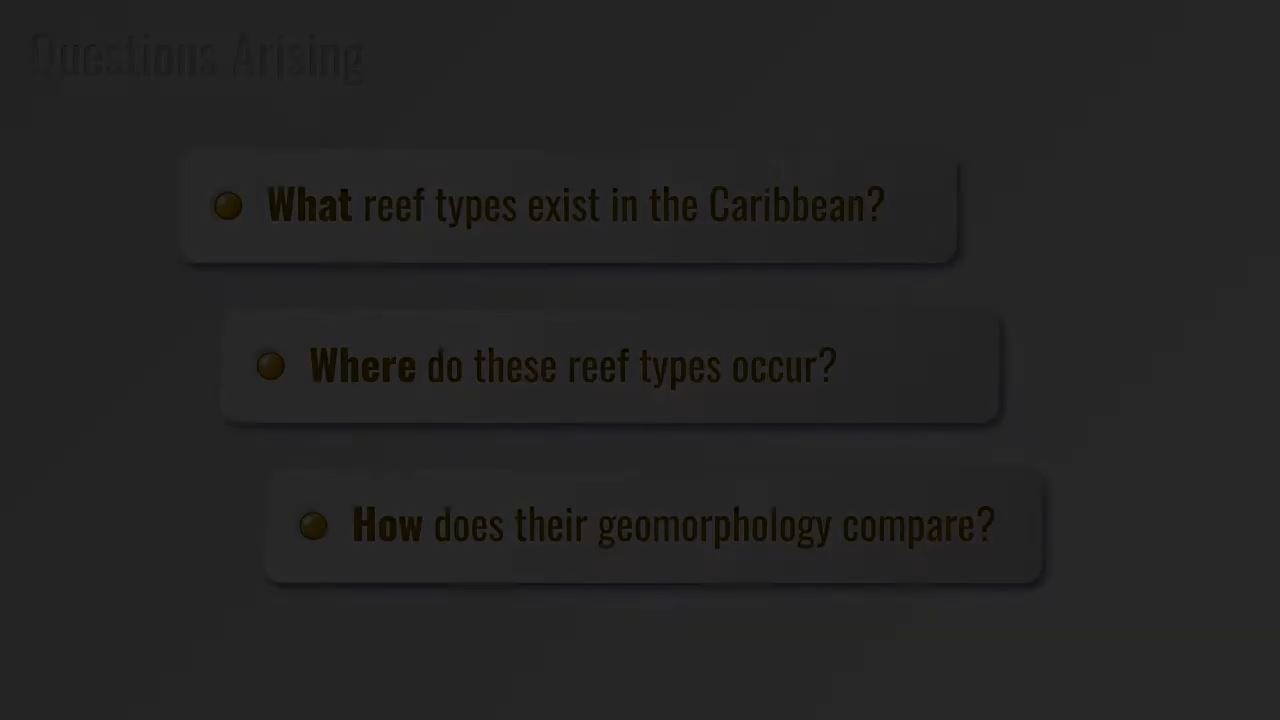 Questions Arising
What reef types exist in the Caribbean?
Where do these reef types occur?
How does their geomorphology compare?